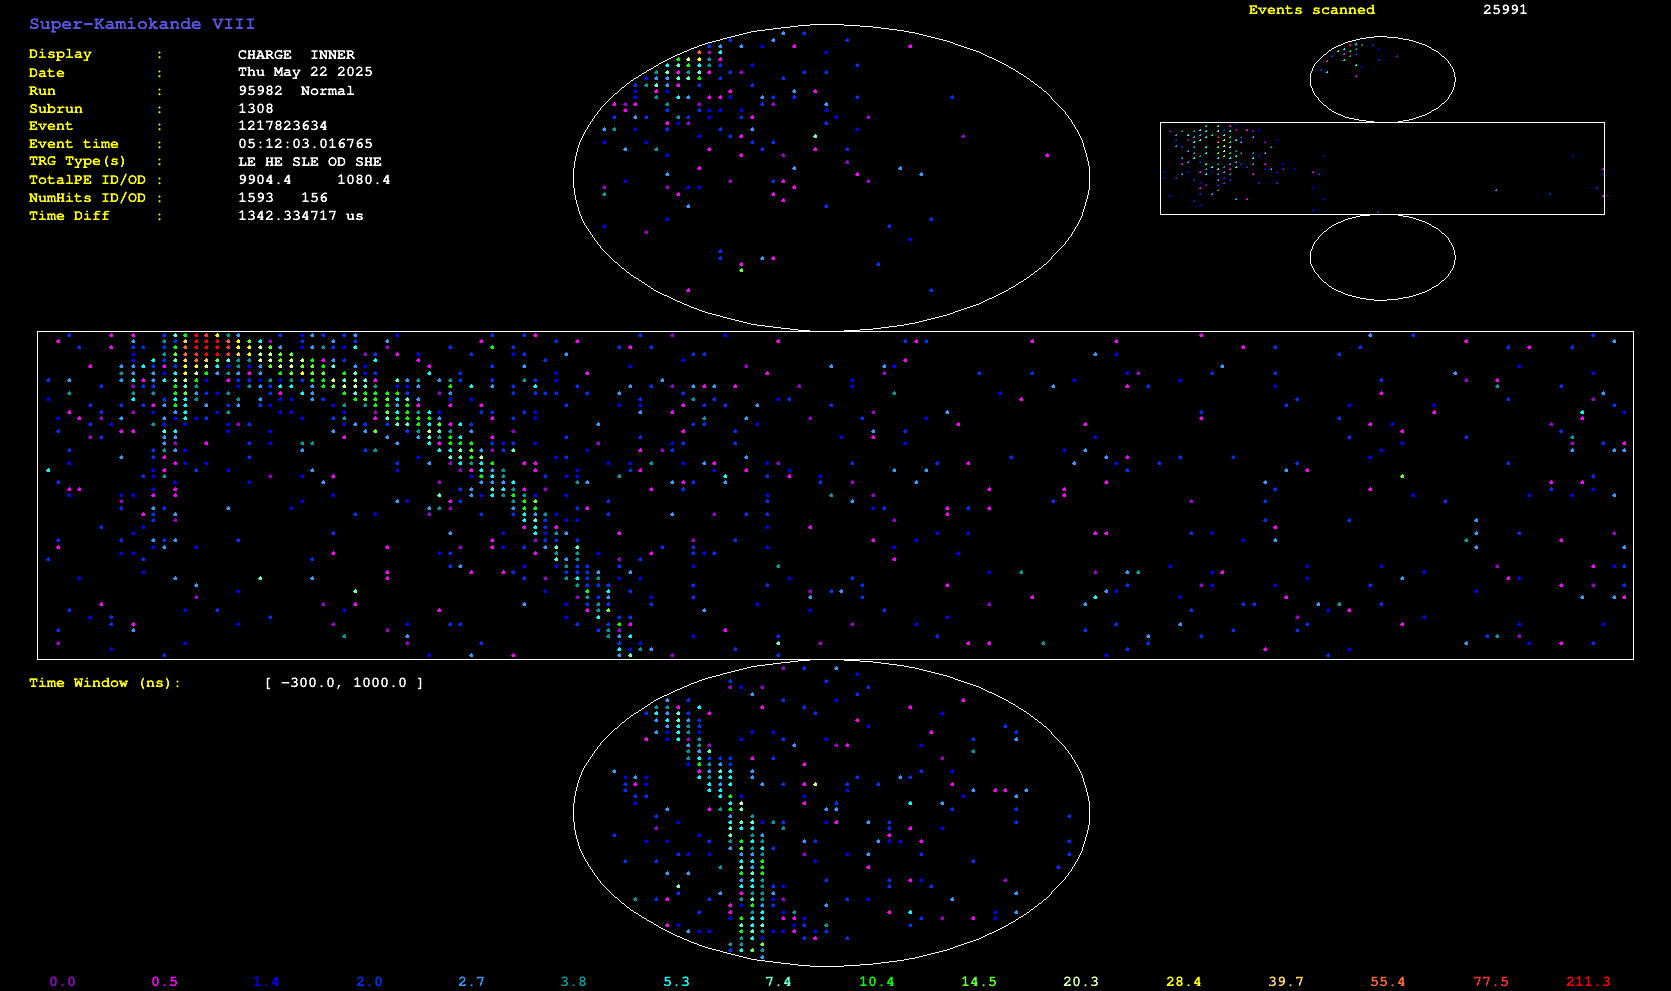 Super-Kamiokande VIII
Events scanned 25991
Display : CHARGE INNER
Date : Thu May 22 2025
Run : 95982 Normal
Subrun : 1308
Event : 1217823634
Event time : 05:12:03.016765
TRG Type(s) : LE HE SLE OD SHE
TotalPE ID/OD : 9904.4 1080.4
NumHits ID/OD : 1593 156
Time Diff : 1342.334717 us
Time Window (ns): [ -300.0, 1000.0 ]
0.0 0.5 1.4 2.0 2.7 3.8 5.3 7.4 10.4 14.5 20.3 28.4 39.7 55.4 77.5 211.3